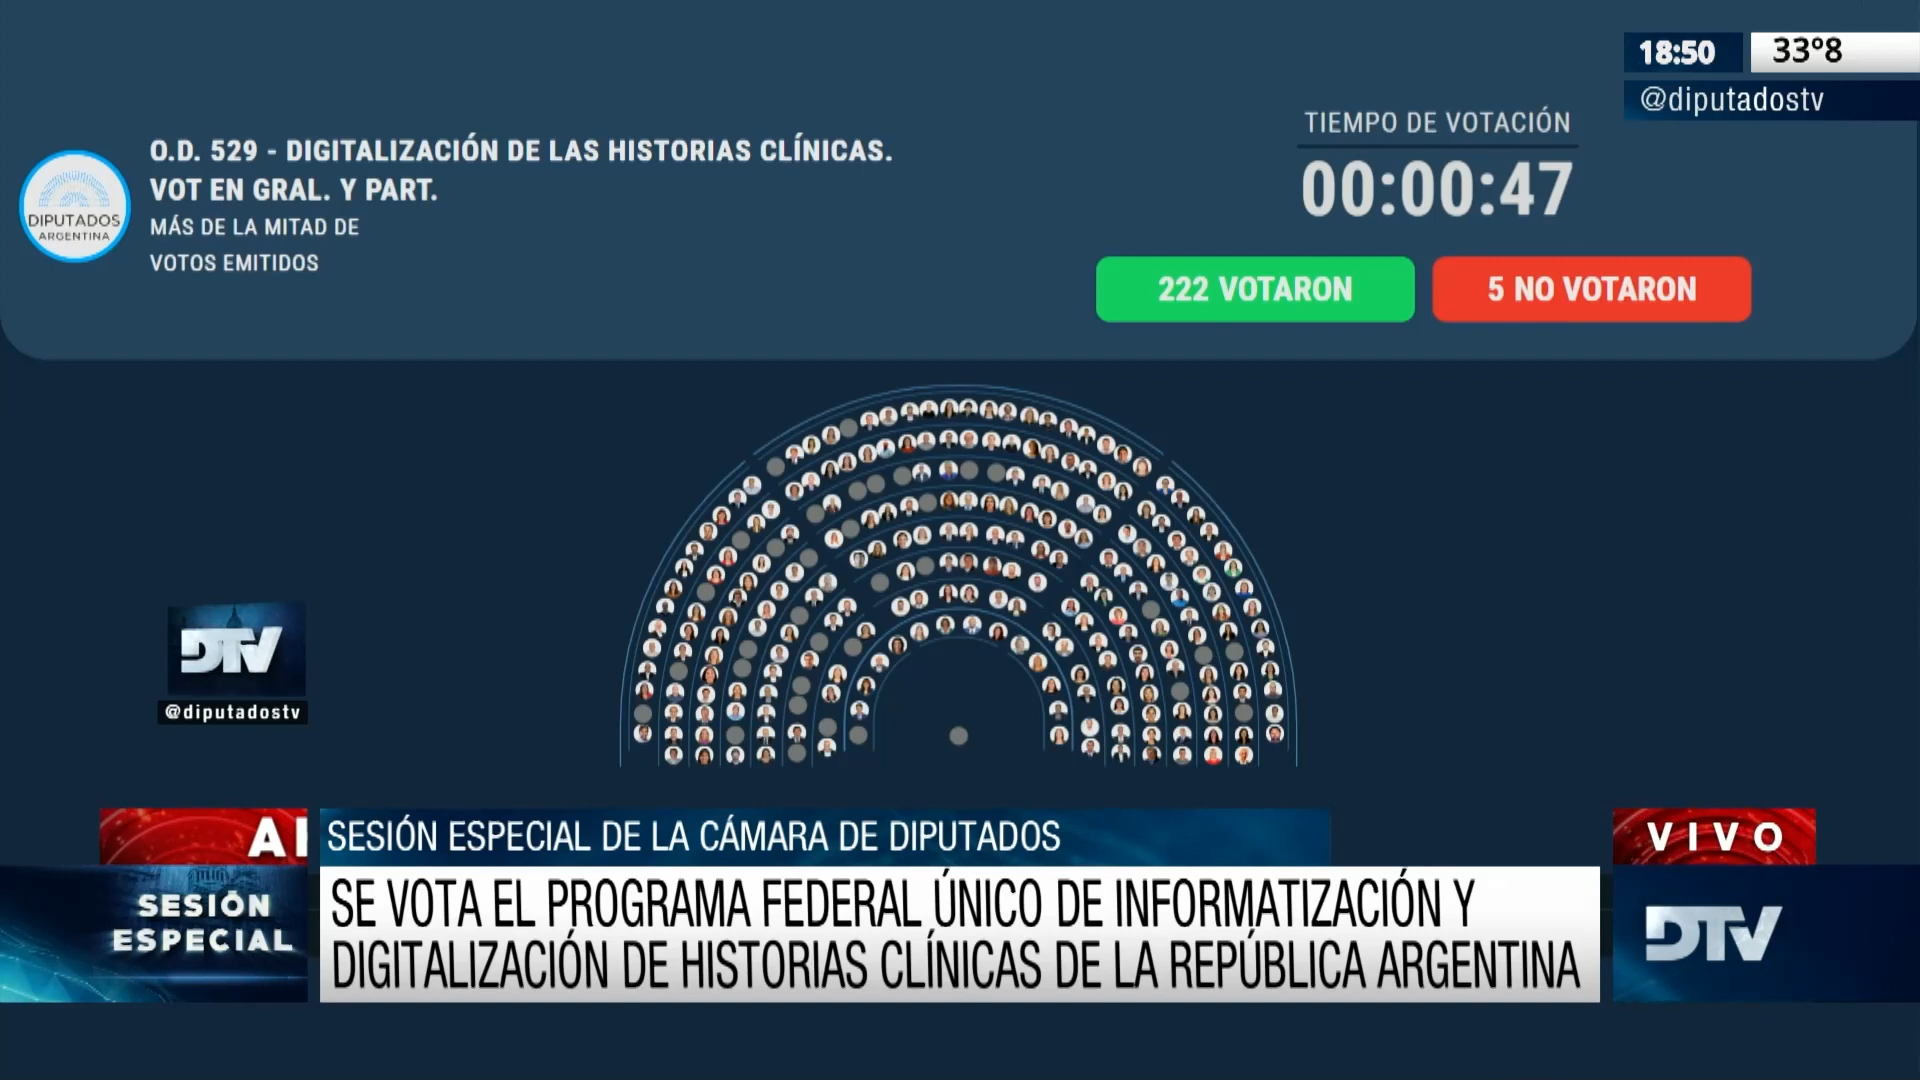 18:50
33º8
@diputadostv
DIPUTADOS
ARGENTINA
O.D. 529 - DIGITALIZACIÓN DE LAS HISTORIAS CLÍNICAS.
VOT EN GRAL. Y PART.
MÁS DE LA MITAD DE
VOTOS EMITIDOS
TIEMPO DE VOTACIÓN
00:00:47
222 VOTARON
5 NO VOTARON
DTV
@diputadostv
AI
SESIÓN
ESPECIAL
SESIÓN ESPECIAL DE LA CÁMARA DE DIPUTADOS
SE VOTA EL PROGRAMA FEDERAL ÚNICO DE INFORMATIZACIÓN Y
DIGITALIZACIÓN DE HISTORIAS CLÍNICAS DE LA REPÚBLICA ARGENTINA
VIVO
DTV